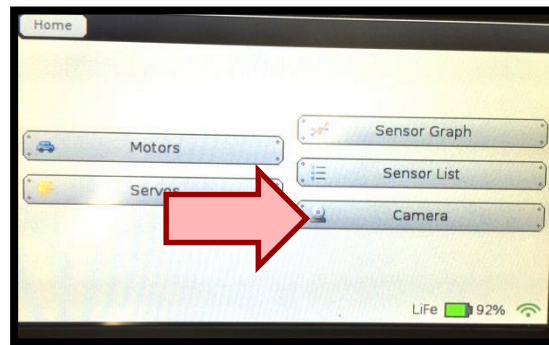 Home
Motors
Servos
Sensor Graph
Sensor List
Camera
LiFe 92%